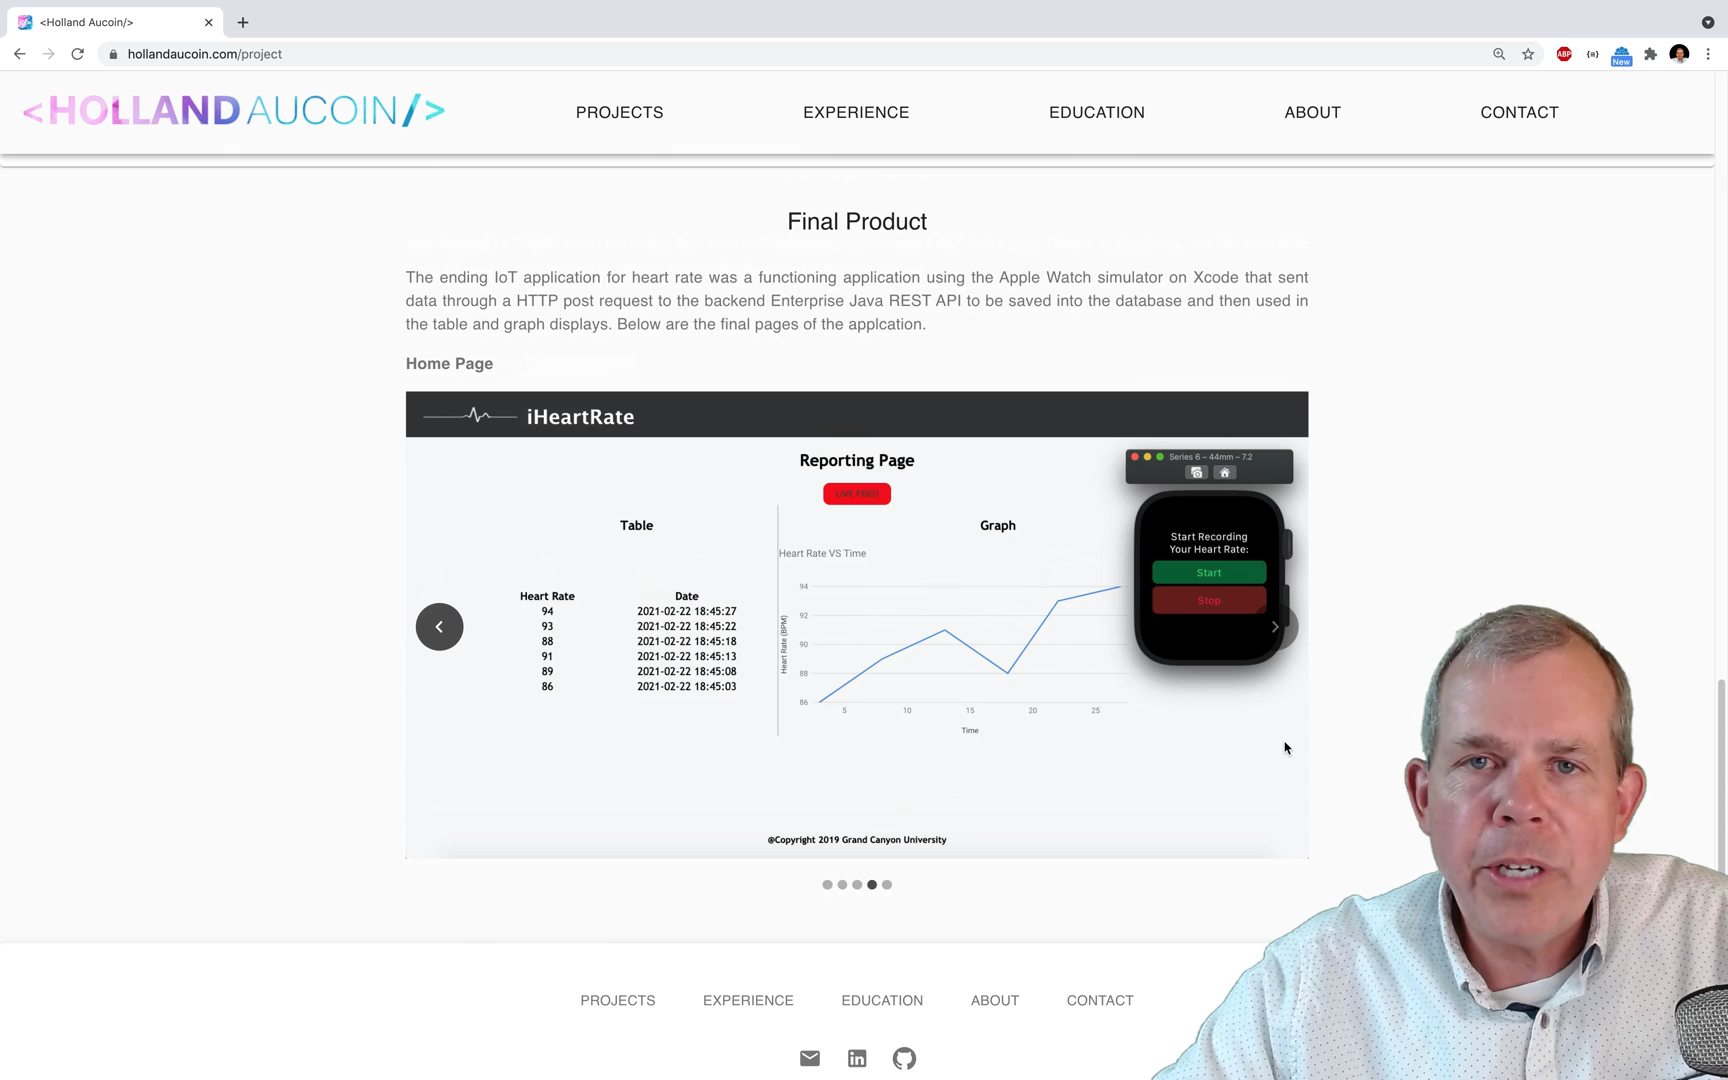 <Holland Aucoin/>
hollandaucoin.com/project
ABP
New
<HOLLANDAUCOIN/>
PROJECTS
EXPERIENCE
EDUCATION
ABOUT
CONTACT
Final Product
The ending IoT application for heart rate was a functioning application using the Apple Watch simulator on Xcode that sent
data through a HTTP post request to the backend Enterprise Java REST API to be saved into the database and then used in
the table and graph displays. Below are the final pages of the applcation.
Home Page
iHeartRate
Reporting Page
LIVE FEED
Table
Heart Rate Date
94 2021-02-22 18:45:27
93 2021-02-22 18:45:22
88 2021-02-22 18:45:18
91 2021-02-22 18:45:13
89 2021-02-22 18:45:08
86 2021-02-22 18:45:03
Graph
Heart Rate VS Time
Heart Rate (BPM)
94
92
90
88
86
5 10 15 20 25
Time
Series 6 – 44mm – 7.2
Start Recording
Your Heart Rate:
Start
Stop
@Copyright 2019 Grand Canyon University
PROJECTS
EXPERIENCE
EDUCATION
ABOUT
CONTACT
in